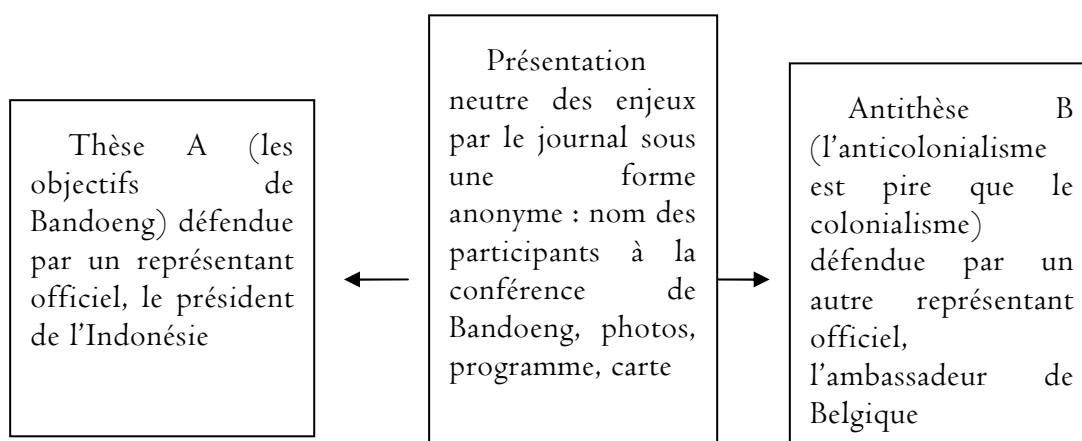 Thèse A (les
objectifs de
Bandoeng) défendue
par un représentant
officiel, le président
de l’Indonésie
Présentation
neutre des enjeux
par le journal sous
une forme
anonyme : nom des
participants à la
conférence de
Bandoeng, photos,
programme, carte
Antithèse B
(l’anticolonialisme
est pire que le
colonialisme)
défendue par un
autre représentant
officiel,
l’ambassadeur de
Belgique